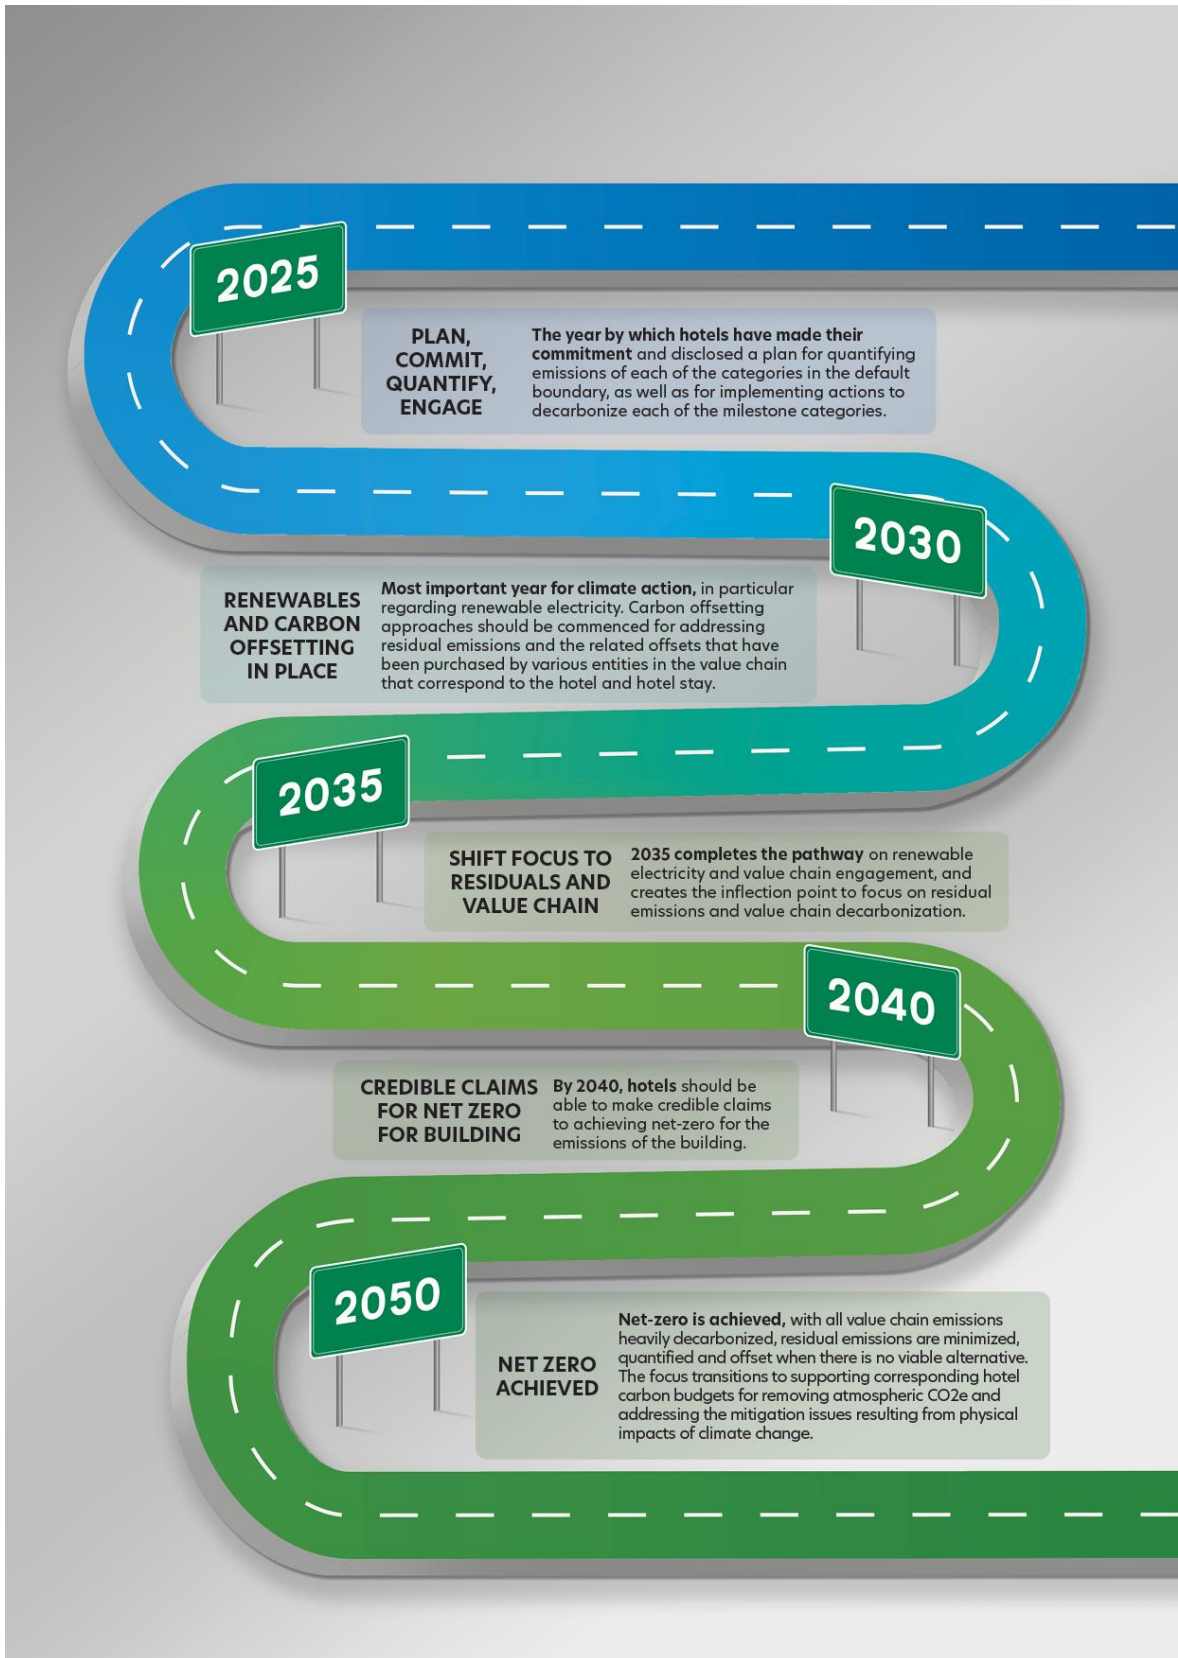 2025
PLAN,
COMMIT,
QUANTIFY,
ENGAGE
The year by which hotels have made their
commitment and disclosed a plan for quantifying
emissions of each of the categories in the default
boundary, as well as for implementing actions to
decarbonize each of the milestone categories.
2030
RENEWABLES
AND CARBON
OFFSETTING
IN PLACE
Most important year for climate action, in particular
regarding renewable electricity. Carbon offsetting
approaches should be commenced for addressing
residual emissions and the related offsets that have
been purchased by various entities in the value chain
that correspond to the hotel and hotel stay.
2035
SHIFT FOCUS TO
RESIDUALS AND
VALUE CHAIN
2035 completes the pathway on renewable
electricity and value chain engagement, and
creates the inflection point to focus on residual
emissions and value chain decarbonization.
2040
CREDIBLE CLAIMS
FOR NET ZERO
FOR BUILDING
By 2040, hotels should be
able to make credible claims
to achieving net-zero for the
emissions of the building.
2050
NET ZERO
ACHIEVED
Net-zero is achieved, with all value chain emissions
heavily decarbonized, residual emissions are minimized,
quantified and offset when there is no viable alternative.
The focus transitions to supporting corresponding hotel
carbon budgets for removing atmospheric CO2e and
addressing the mitigation issues resulting from physical
impacts of climate change.